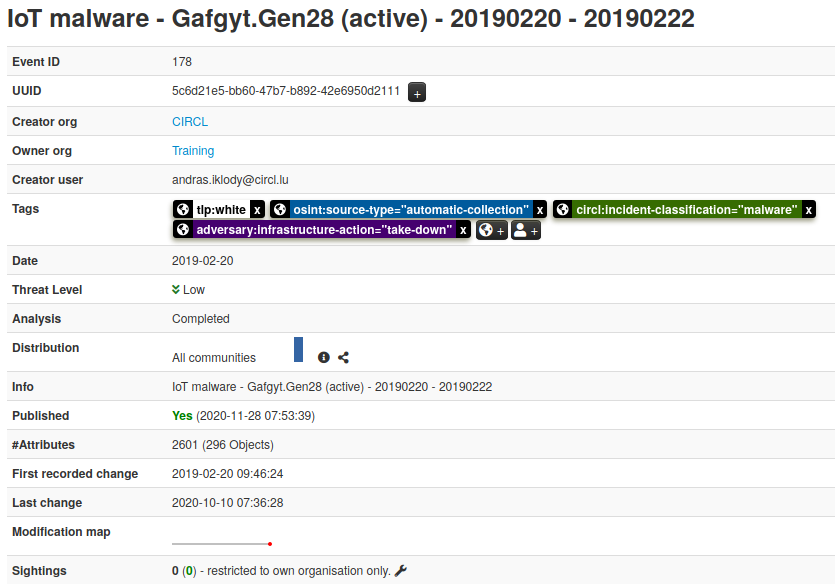 IoT malware - Gafgyt.Gen28 (active) - 20190220 - 20190222
Event ID 178
UUID 5c6d21e5-bb60-47b7-b892-42e6950d2111 +
Creator org CIRCL
Owner org Training
Creator user andras.iklody@circl.lu
Tags tlp:white x osint:source-type="automatic-collection" x circl:incident-classification="malware" x
adversary:infrastructure-action="take-down" x + +
Date 2019-02-20
Threat Level Low
Analysis Completed
Distribution All communities
Info IoT malware - Gafgyt.Gen28 (active) - 20190220 - 20190222
Published Yes (2020-11-28 07:53:39)
#Attributes 2601 (296 Objects)
First recorded change 2019-02-20 09:46:24
Last change 2020-10-10 07:36:28
Modification map
Sightings 0 (0) - restricted to own organisation only.